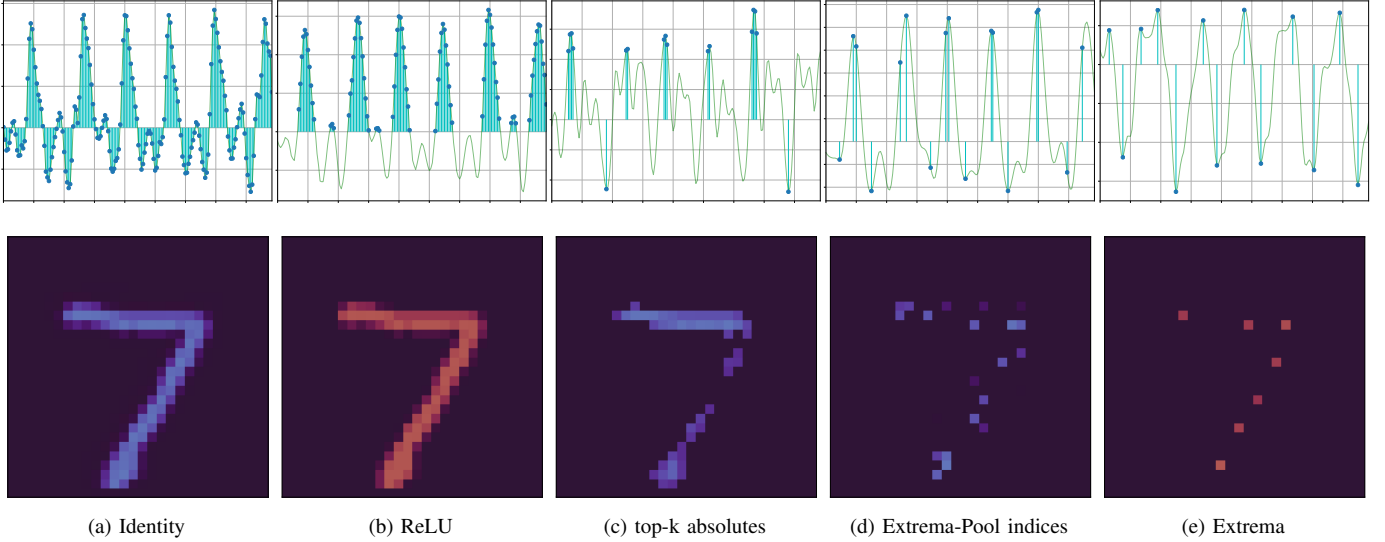 (a) Identity
(b) ReLU
(c) top-k absolutes
(d) Extrema-Pool indices
(e) Extrema